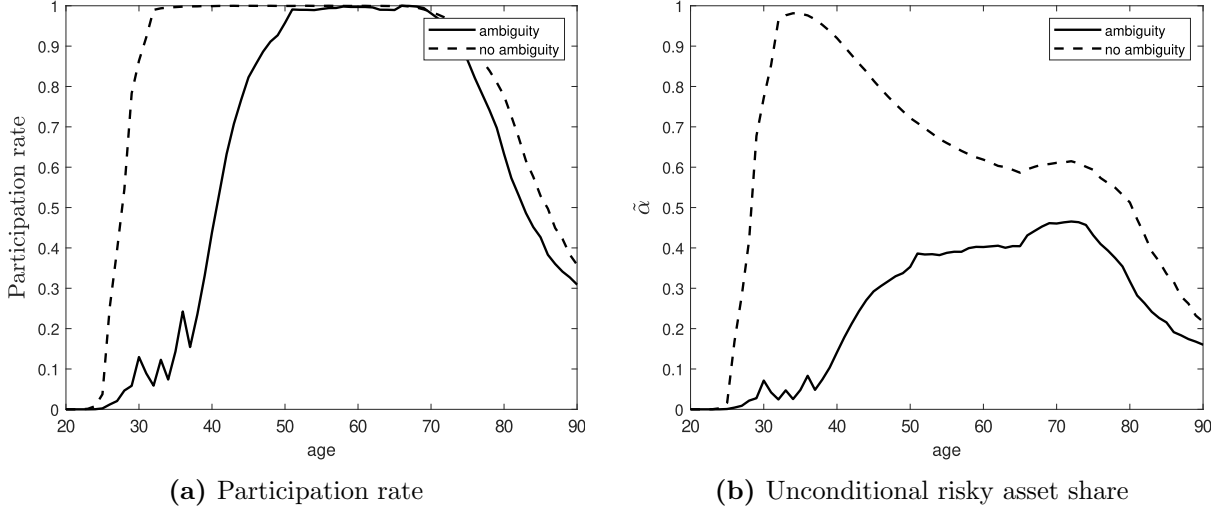 1
0.9
0.8
0.7
0.6
0.5
0.4
0.3
0.2
0.1
0
Participation rate
ambiguity
no ambiguity
20 30 40 50 60 70 80 90
age
(a) Participation rate
1
0.9
0.8
0.7
0.6
0.5
0.4
0.3
0.2
0.1
0
α̃
ambiguity
no ambiguity
20 30 40 50 60 70 80 90
age
(b) Unconditional risky asset share